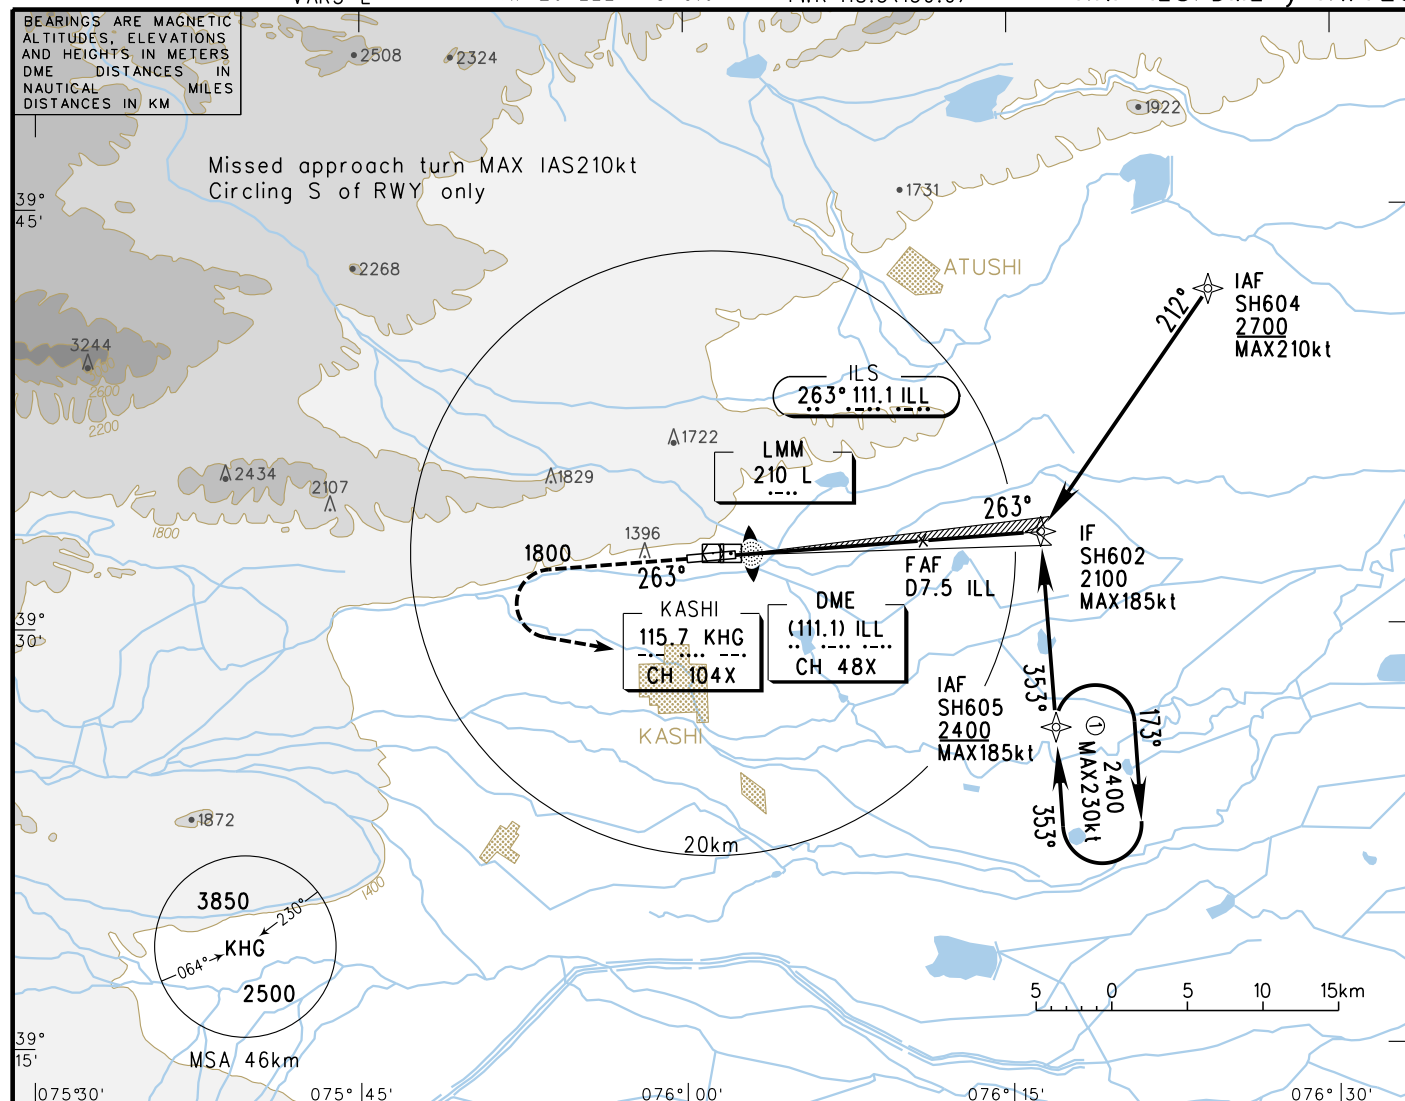 VAR3°E
BEARINGS ARE MAGNETIC
ALTITUDES, ELEVATIONS
AND HEIGHTS IN METERS
DME DISTANCES IN
NAUTICAL MILES
DISTANCES IN KM
2508
2324
1922
Missed approach turn MAX IAS210kt
Circling S of RWY only
1731
39°
45'
2268
ATUSHI
IAF
SH604
2700
MAX210kt
212°
3244
2600
2200
ILS
263° 111.1 ILL
1722
LMM
210 L
2434
2107
1829
1800
263°
1396
1800
263°
IF
SH602
2100
MAX185kt
FAF
D7.5 ILL
KASHI
115.7 KHG
CH 104X
DME
(111.1) ILL
CH 48X
39°
30'
353°
IAF
SH605
2400
MAX185kt
173°
1
2400
MAX230kt
353°
KASHI
1872
20km
1400
3850
230°
KHG
064°
2500
MSA 46km
5 0 5 10 15km
39°
15'
075°30' 075°45' 076°00' 076°15' 076°30'